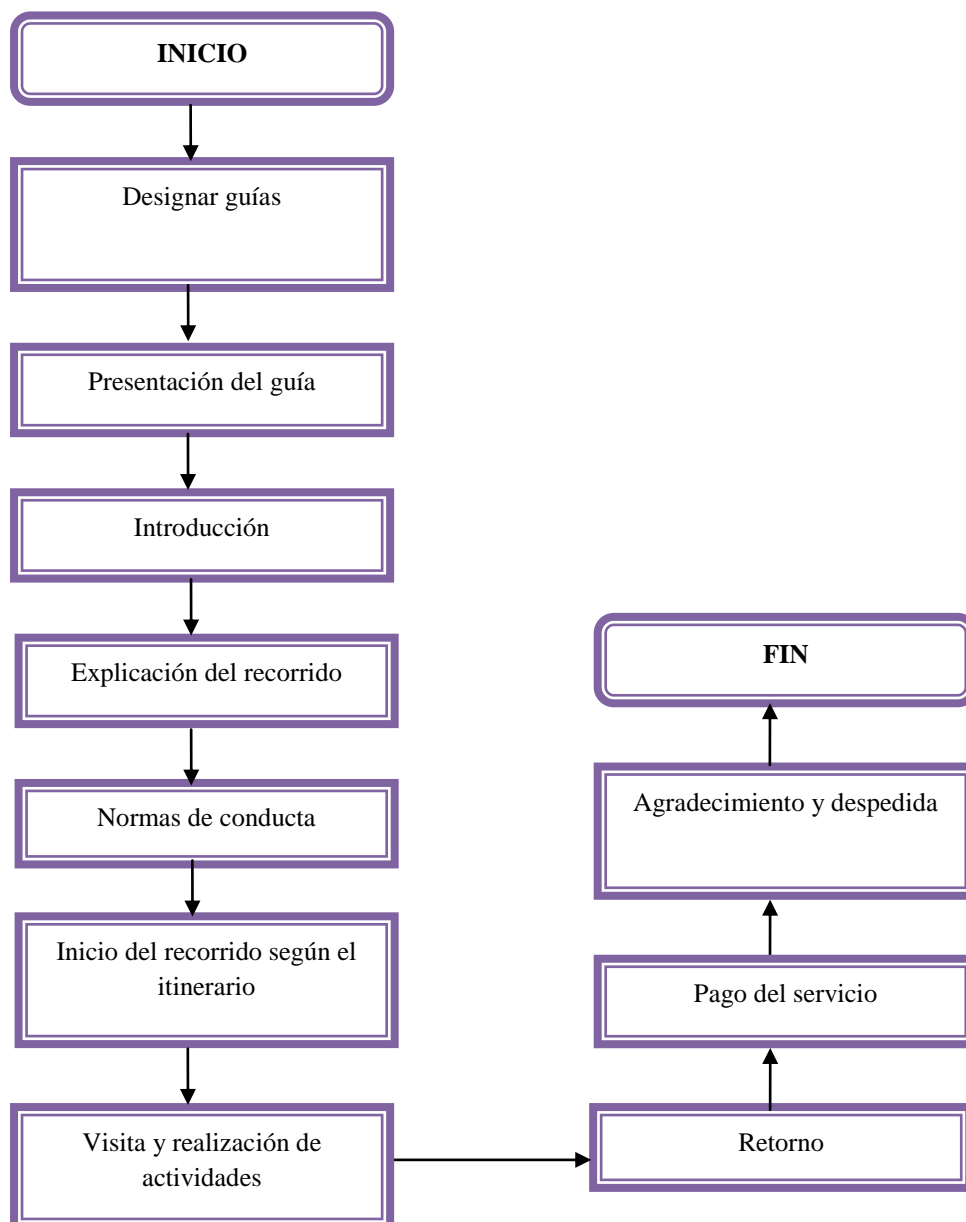 INICIO
Designar guías
Presentación del guía
Introducción
Explicación del recorrido
Normas de conducta
Inicio del recorrido según el
itinerario
Visita y realización de
actividades
Retorno
Pago del servicio
Agradecimiento y despedida
FIN